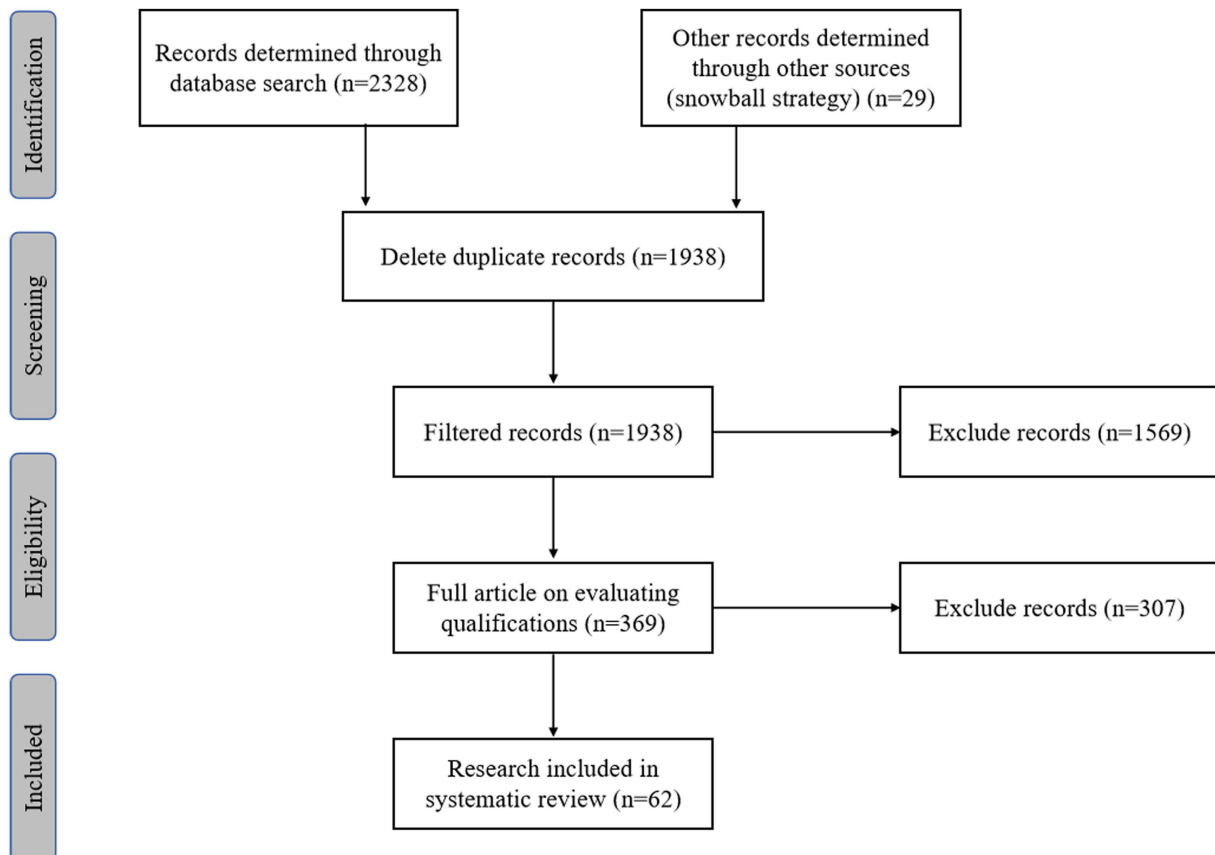 Identification
Records determined through
database search (n=2328)
Other records determined
through other sources
(snowball strategy) (n=29)
Screening
Delete duplicate records (n=1938)
Filtered records (n=1938)
Exclude records (n=1569)
Eligibility
Full article on evaluating
qualifications (n=369)
Exclude records (n=307)
Included
Research included in
systematic review (n=62)